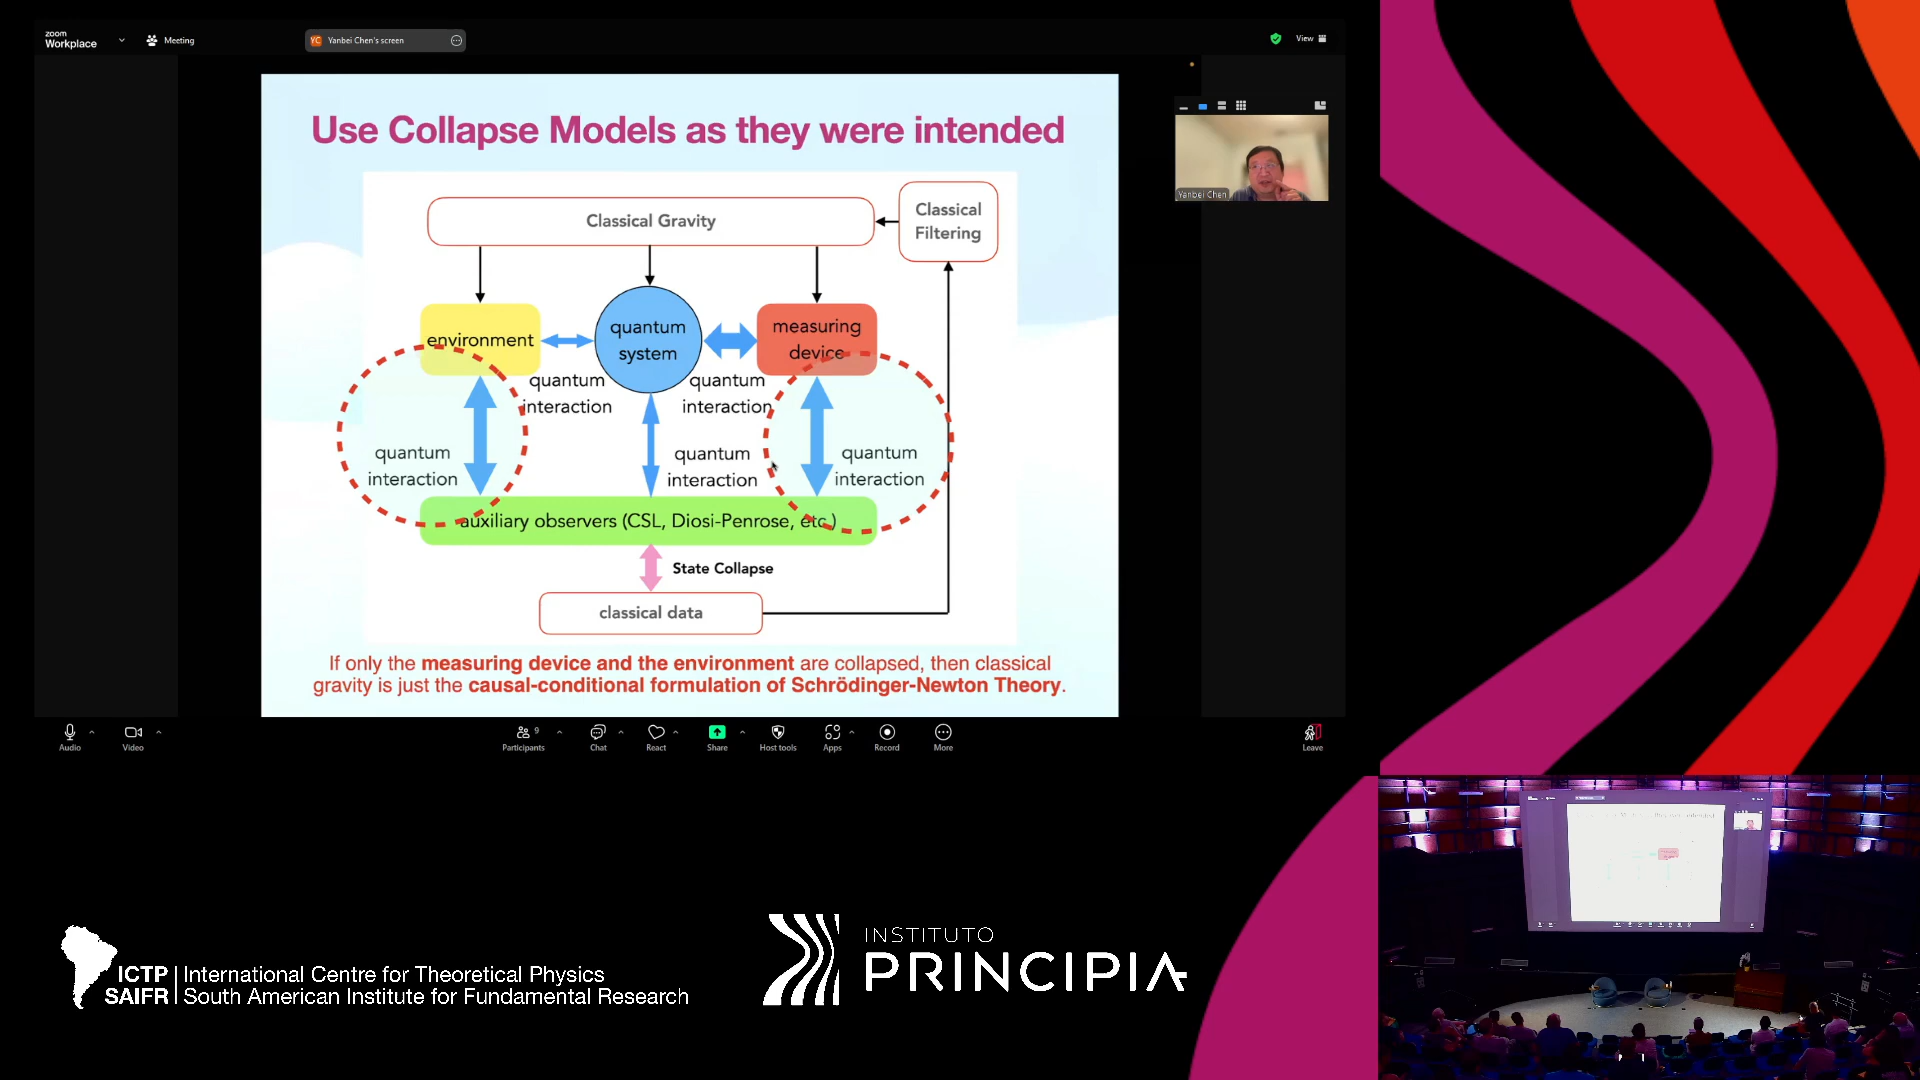 zoom
Workplace
Meeting
YC Yanbei Chen's screen
View
Use Collapse Models as they were intended
Classical Gravity
Classical
Filtering
environment
quantum
system
measuring
device
quantum
interaction
quantum
interaction
quantum
interaction
quantum
interaction
quantum
interaction
auxiliary observers (CSL, Diosi-Penrose, etc.)
State Collapse
classical data
If only the measuring device and the environment are collapsed, then classical
gravity is just the causal-conditional formulation of Schrödinger-Newton Theory.
Yanbei Chen
Audio
Video
Participants
9
Chat
React
Share
Host tools
Apps
Record
More
Leave
ICTP International Centre for Theoretical Physics
SAIFR South American Institute for Fundamental Research
INSTITUTO
PRINCIPIA